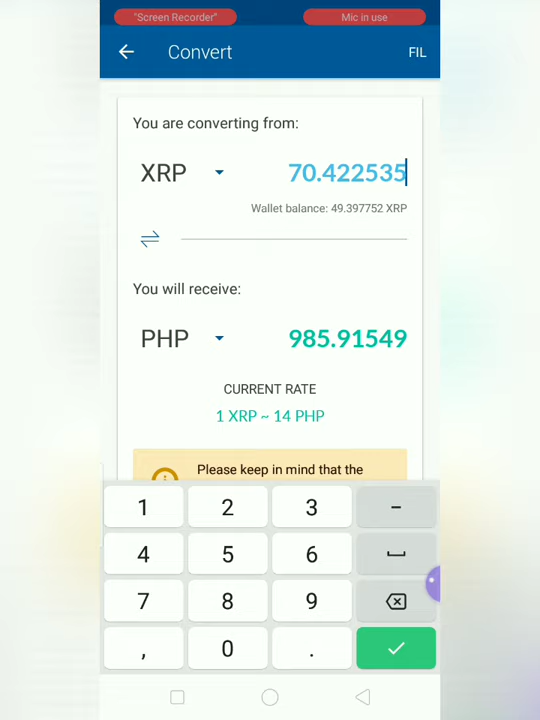 "Screen Recorder"
Mic in use
Convert
FIL
You are converting from:
XRP
70.422535
Wallet balance: 49.397752 XRP
You will receive:
PHP
985.91549
CURRENT RATE
1 XRP ~ 14 PHP
Please keep in mind that the
1 2 3 -
4 5 6
7 8 9
, 0 .